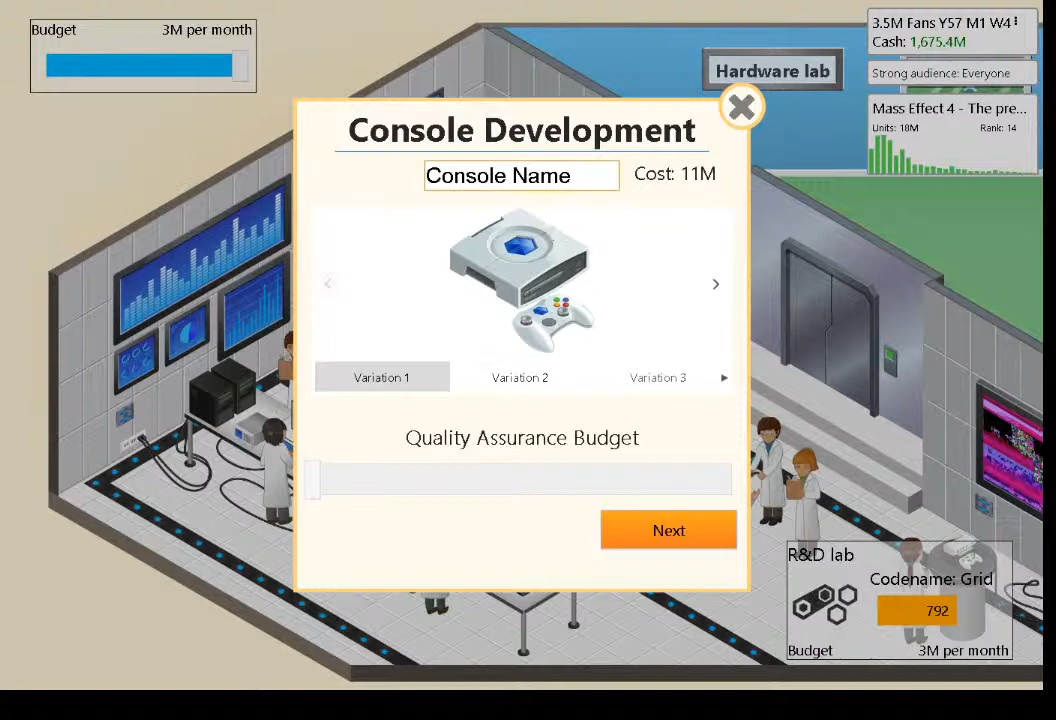 Budget 3M per month
3.5M Fans Y57 M1 W4
Cash: 1,675.4M
Hardware lab
Strong audience: Everyone
Mass Effect 4 - The pre...
Units: 18M Rank: 14
Console Development
Console Name Cost: 11M
Variation 1 Variation 2 Variation 3
Quality Assurance Budget
Next
R&D lab
Codename: Grid
792
Budget 3M per month